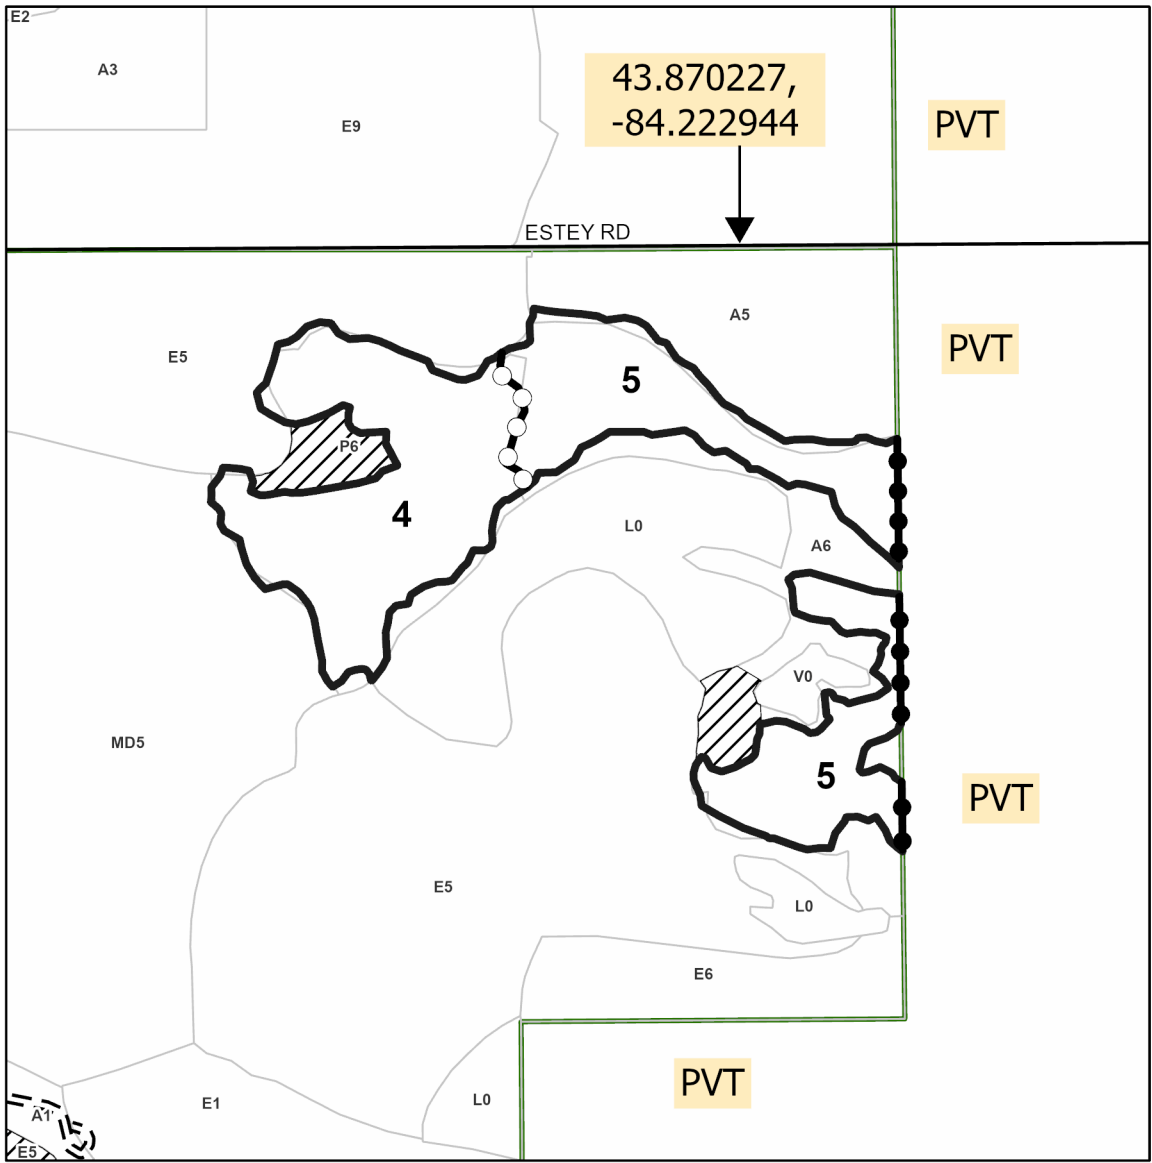 E2
A3
E9
43.870227,
-84.222944
PVT
ESTEY RD
A5
E5
PVT
5
P6
4
L0
A6
V0
MD5
5
PVT
E5
L0
E6
PVT
E1
L0
A1
E5